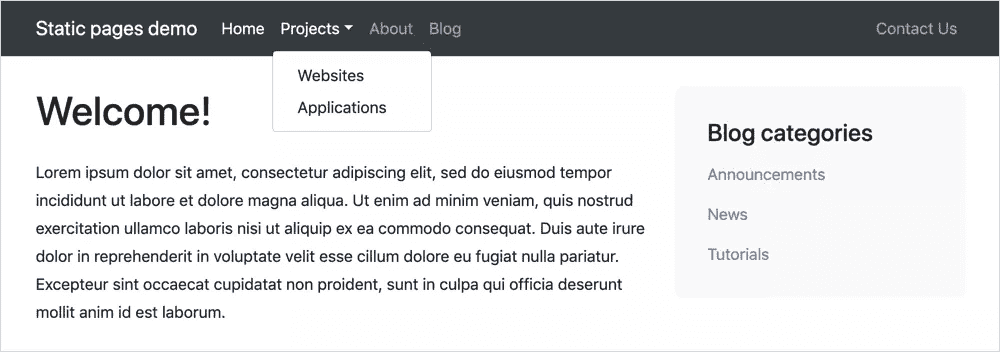 Static pages demo Home Projects About Blog Contact Us
Websites
Applications
Welcome!
Lorem ipsum dolor sit amet, consectetur adipiscing elit, sed do eiusmod tempor
incididunt ut labore et dolore magna aliqua. Ut enim ad minim veniam, quis nostrud
exercitation ullamco laboris nisi ut aliquip ex ea commodo consequat. Duis aute irure
dolor in reprehenderit in voluptate velit esse cillum dolore eu fugiat nulla pariatur.
Excepteur sint occaecat cupidatat non proident, sunt in culpa qui officia deserunt
mollit anim id est laborum.
Blog categories
Announcements
News
Tutorials